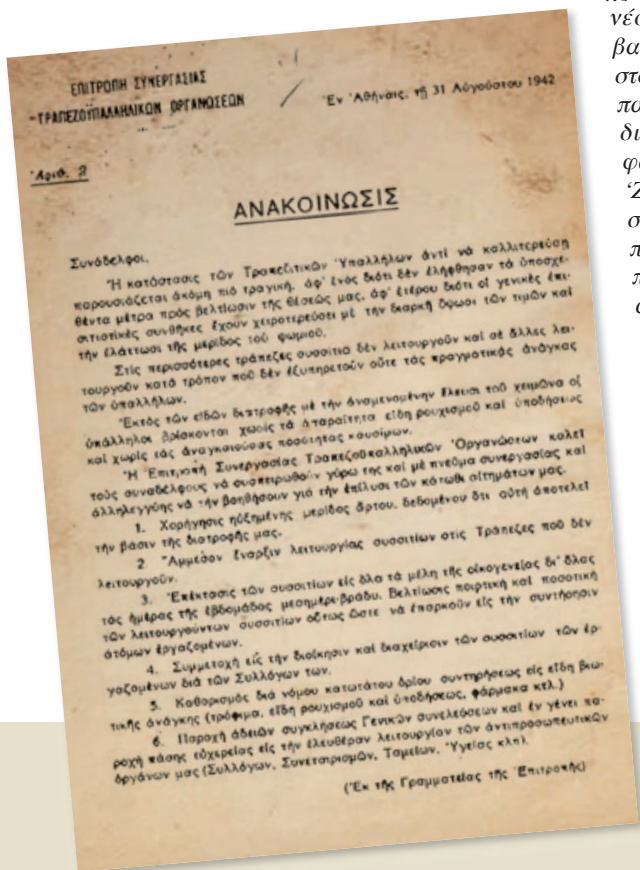 ΕΠΙΤΡΟΠΗ ΣΥΝΕΡΓΑΣΙΑΣ
-ΤΡΑΠΕΖΟΫΠΑΛΛΗΛΙΚΩΝ ΟΡΓΑΝΩΣΕΩΝ
Ἐν Ἀθήναις, τῇ 31 Αὐγούστου 1942
Ἀριθ. 2
ΑΝΑΚΟΙΝΩΣΙΣ
Συνάδελφοι,
Ἡ κατάστασις τῶν Τραπεζιτικῶν Ὑπαλλήλων ἀντὶ νὰ καλλιτερεύσῃ
παρουσιάζεται ἀκόμη πιὸ τραγική, ἀφ' ἑνὸς διότι δὲν ἐλήφθησαν τὰ ὑποσχε-
θέντα μέτρα πρὸς βελτίωσιν τῆς θέσεώς μας, ἀφ' ἑτέρου διότι οἱ γενικὲς ἐπι-
σιτιστικὲς συνθῆκες ἔχουν χειροτερεύσει μὲ τὴν διαρκῆ ὕψωσι τῶν τιμῶν καὶ
τὴν ἐλάττωσι τῆς μερίδος τοῦ ψωμιοῦ.
Στὶς περισσότερες τράπεζες συσσίτια δὲν λειτουργοῦν καὶ σὲ ἄλλες λει-
τουργοῦν κατὰ τρόπον ποὺ δὲν ἐξυπηρετοῦν οὔτε τὰς πραγματικὰς ἀνάγκας
τῶν ὑπαλλήλων.
Ἐκτὸς τῶν εἰδῶν διατροφῆς μὲ τὴν ἀναμενομένην ἔλευσι τοῦ χειμῶνα οἱ
ὑπάλληλοι βρίσκονται χωρὶς τὰ ἀπαραίτητα εἴδη ρουχισμοῦ καὶ ὑποδήσεως
καὶ χωρὶς τὰς ἀναγκαιούσας ποσότητας καυσίμων.
Ἡ Ἐπιτροπὴ Συνεργασίας Τραπεζοϋπαλληλικῶν Ὀργανώσεων καλεῖ
τοὺς συναδέλφους νὰ συσπειρωθοῦν γύρω της καὶ μὲ πνεῦμα συνεργασίας καὶ
ἀλληλεγγύης νὰ τὴν βοηθήσουν γιὰ τὴν ἐπίλυσι τῶν κάτωθι αἰτημάτων μας.
1. Χορήγησις ηὐξημένης μερίδος ἄρτου, δεδομένου ὅτι αὐτὴ ἀποτελεῖ
τὴν βάσιν τῆς διατροφῆς μας.
2 Ἄμμεσον ἔναρξιν λειτουργίας συσσιτίων στὶς Τράπεζες ποὺ δὲν
λειτουργοῦν.
3. Ἐπέκτασις τῶν συσσιτίων εἰς ὅλα τὰ μέλη τῆς οἰκογενείας δι' ὅλας
τὰς ἡμέρας τῆς ἑβδομάδος μεσημέρι-βράδυ. Βελτίωσις ποιοτικὴ καὶ ποσοτικὴ
τῶν λειτουργούντων συσσιτίων οὕτως ὥστε νὰ ἐπαρκοῦν εἰς τὴν συντήρησιν
ἀτόμων ἐργαζομένων.
4. Συμμετοχὴ εἰς τὴν διοίκησιν καὶ διαχείρισιν τῶν συσσιτίων τῶν ἐρ-
γαζομένων διὰ τῶν Συλλόγων των.
5. Καθορισμὸς διὰ νόμου κατωτάτου ὁρίου συντηρήσεως εἰς εἴδη βιω-
τικῆς ἀνάγκης (τρόφιμα, εἴδη ρουχισμοῦ καὶ ὑποδήσεως, φάρμακα κτλ.)
6. Παροχὴ ἀδειῶν συγκλήσεως Γενικῶν συνελεύσεων καὶ ἐν γένει πα-
ροχὴ πάσης εὐχερείας εἰς τὴν ἐλευθέραν λειτουργίαν τῶν ἀντιπροσωπευτικῶν
ὀργάνων μας (Συλλόγων, Συνεταιρισμῶν, Ταμείων, Ὑγείας κλπ.
(Ἐκ τῆς Γραμματείας τῆς Ἐπιτροπῆς)